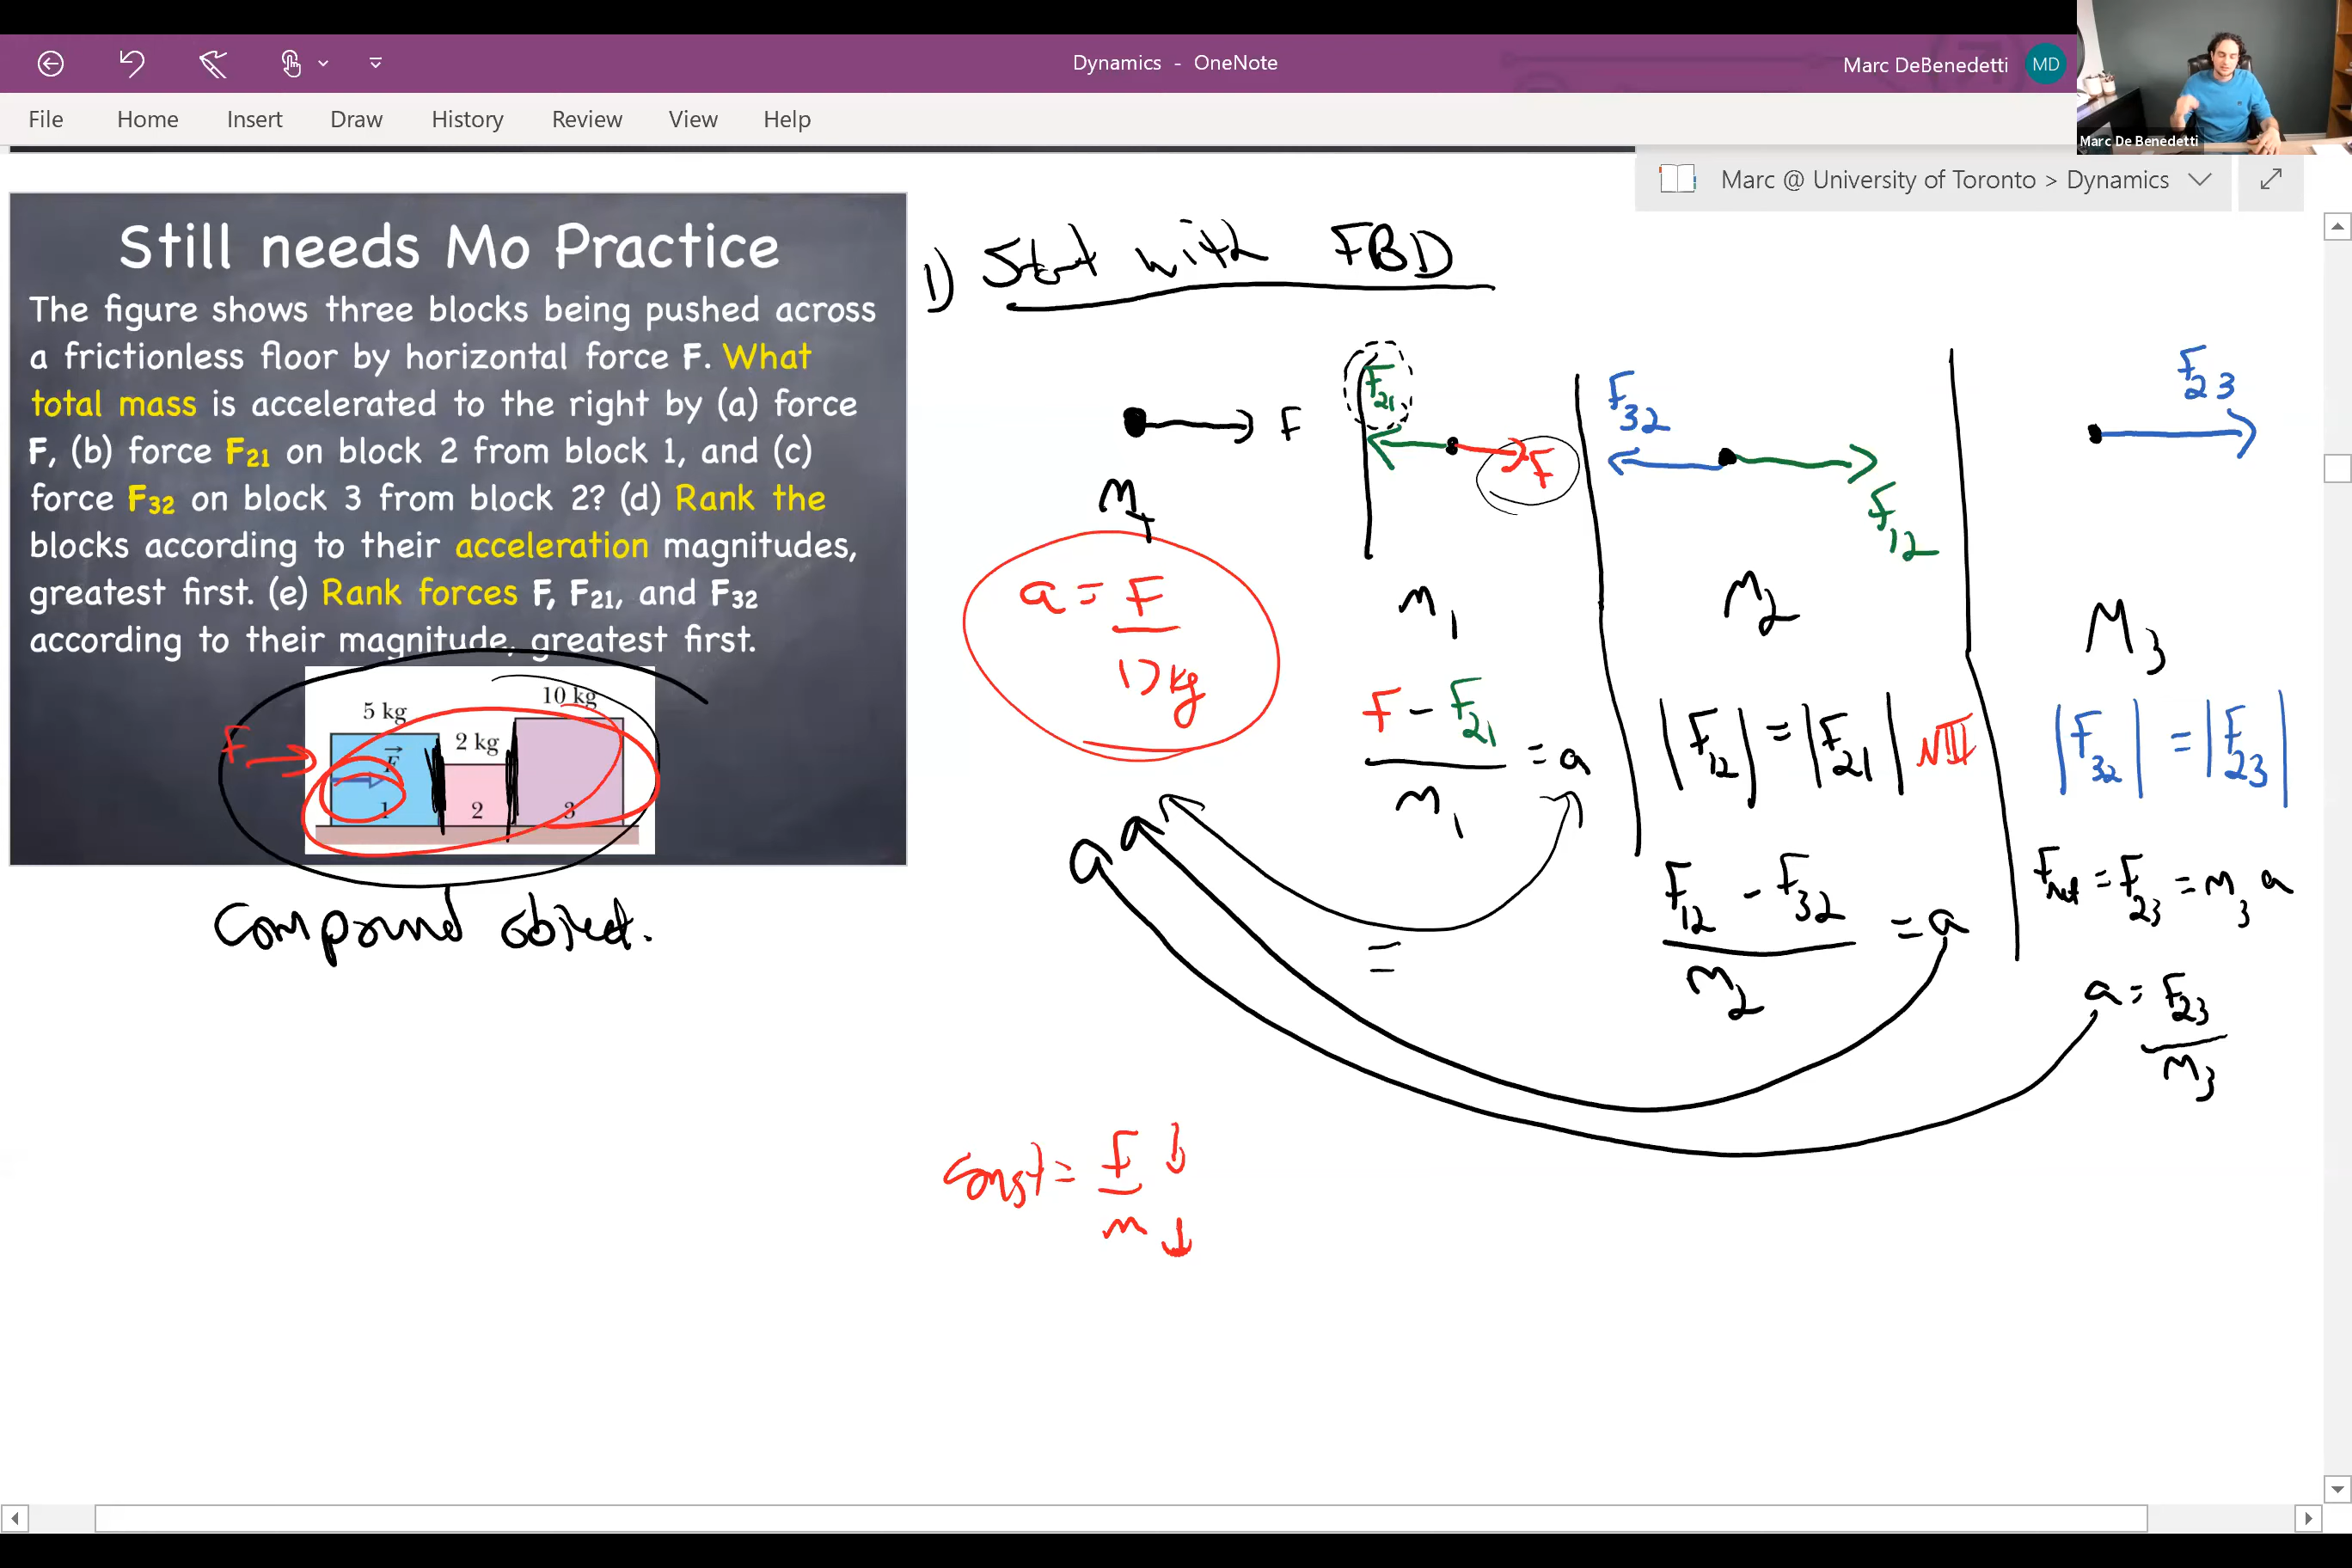 Dynamics - OneNote
Marc DeBenedetti
MD
Marc De Benedetti
File Home Insert Draw History Review View Help
Marc @ University of Toronto > Dynamics
Still needs Mo Practice
The figure shows three blocks being pushed across
a frictionless floor by horizontal force F. What
total mass is accelerated to the right by (a) force
F, (b) force F21 on block 2 from block 1, and (c)
force F32 on block 3 from block 2? (d) Rank the
blocks according to their acceleration magnitudes,
greatest first. (e) Rank forces F, F21, and F32
according to their magnitude, greatest first.
5 kg
2 kg
10 kg
F
F
1
2
3
Compound object.
1) Start with FBD
F
F21
F
F32
F12
F23
m1
m2
M3
a = F
17 kg
F - F21
m1
= a
|F12| = |F21| NIII
|F32| = |F23|
F12 - F32
m2
= a
Fnet = F23 = m3 a
a = F23
m3
a a
=
const = F ↓
m ↓